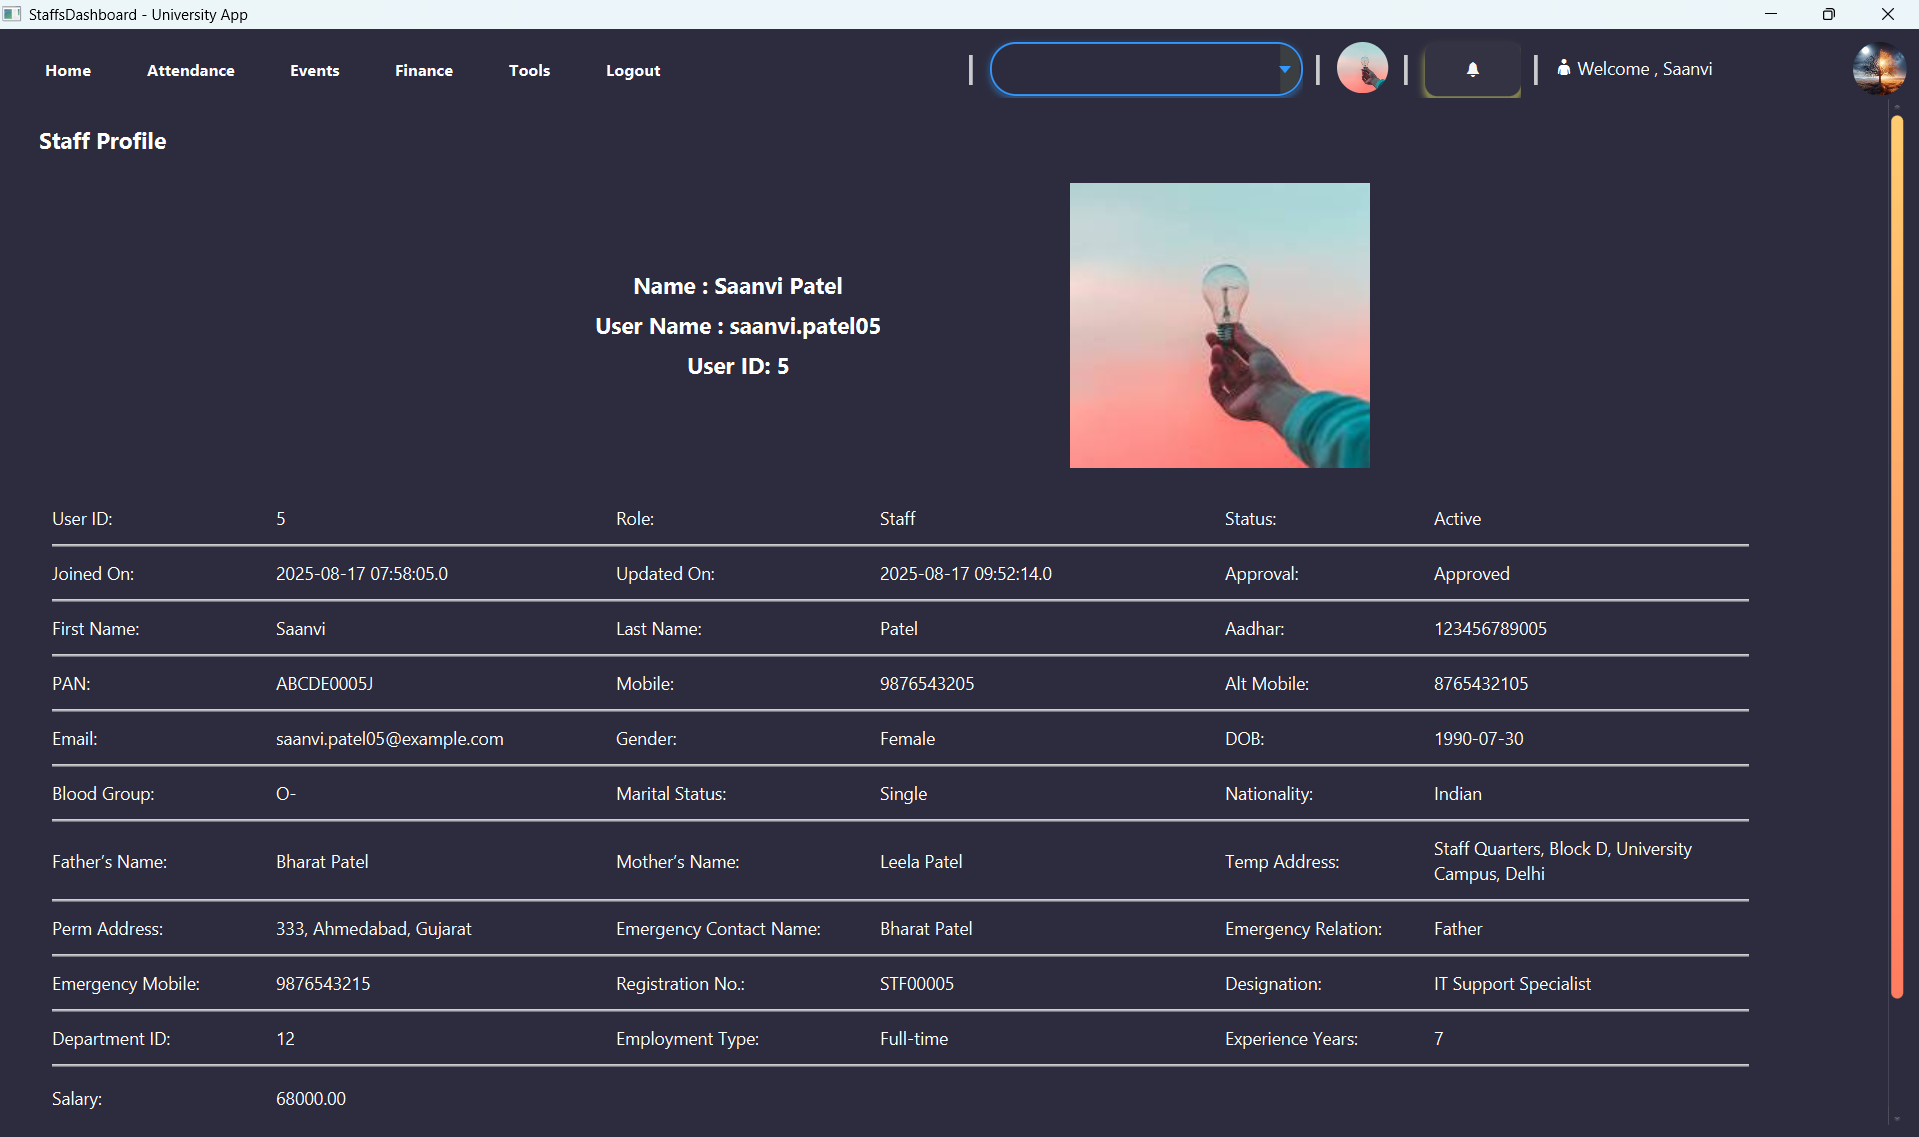 StaffsDashboard - University App
Home Attendance Events Finance Tools Logout Welcome , Saanvi
Staff Profile
Name : Saanvi Patel
User Name : saanvi.patel05
User ID: 5
User ID: 5 Role: Staff Status: Active
Joined On: 2025-08-17 07:58:05.0 Updated On: 2025-08-17 09:52:14.0 Approval: Approved
First Name: Saanvi Last Name: Patel Aadhar: 123456789005
PAN: ABCDE0005J Mobile: 9876543205 Alt Mobile: 8765432105
Email: saanvi.patel05@example.com Gender: Female DOB: 1990-07-30
Blood Group: O- Marital Status: Single Nationality: Indian
Father's Name: Bharat Patel Mother's Name: Leela Patel Temp Address: Staff Quarters, Block D, University
Campus, Delhi
Perm Address: 333, Ahmedabad, Gujarat Emergency Contact Name: Bharat Patel Emergency Relation: Father
Emergency Mobile: 9876543215 Registration No.: STF00005 Designation: IT Support Specialist
Department ID: 12 Employment Type: Full-time Experience Years: 7
Salary: 68000.00